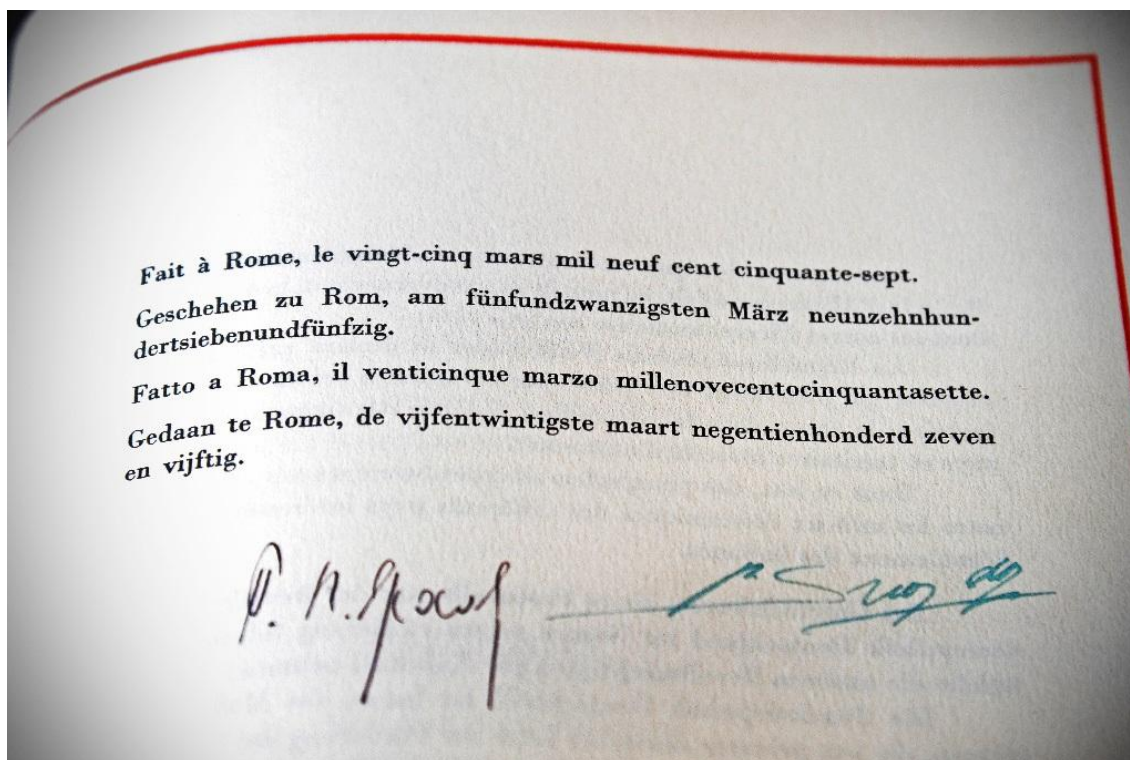 Fait à Rome, le vingt-cinq mars mil neuf cent cinquante-sept.
Geschehen zu Rom, am fünfundzwanzigsten März neunzehnhun-
dertsiebenundfünfzig.
Fatto a Roma, il venticinque marzo millenovecentocinquantasette.
Gedaan te Rome, de vijfentwintigste maart negentienhonderd zeven
en vijftig.